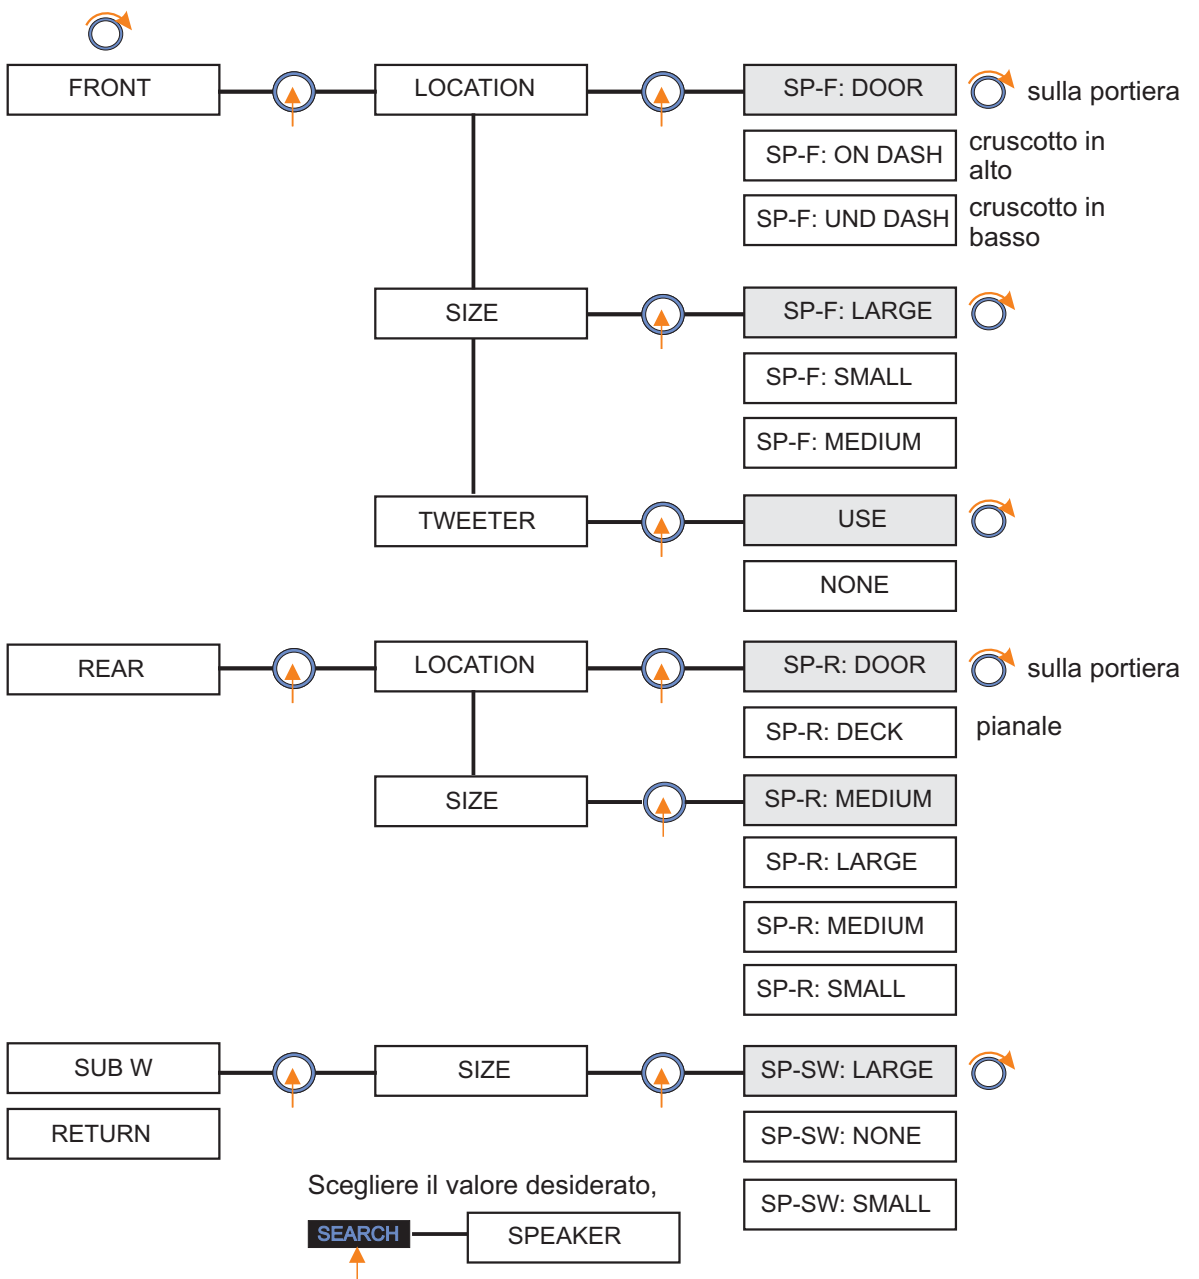 FRONT
LOCATION
SP-F: DOOR
sulla portiera
SP-F: ON DASH
cruscotto in
alto
SP-F: UND DASH
cruscotto in
basso
SIZE
SP-F: LARGE
SP-F: SMALL
SP-F: MEDIUM
TWEETER
USE
NONE
REAR
LOCATION
SP-R: DOOR
sulla portiera
SP-R: DECK
pianale
SIZE
SP-R: MEDIUM
SP-R: LARGE
SP-R: MEDIUM
SP-R: SMALL
SUB W
SIZE
SP-SW: LARGE
RETURN
SP-SW: NONE
Scegliere il valore desiderato,
SP-SW: SMALL
SEARCH
SPEAKER